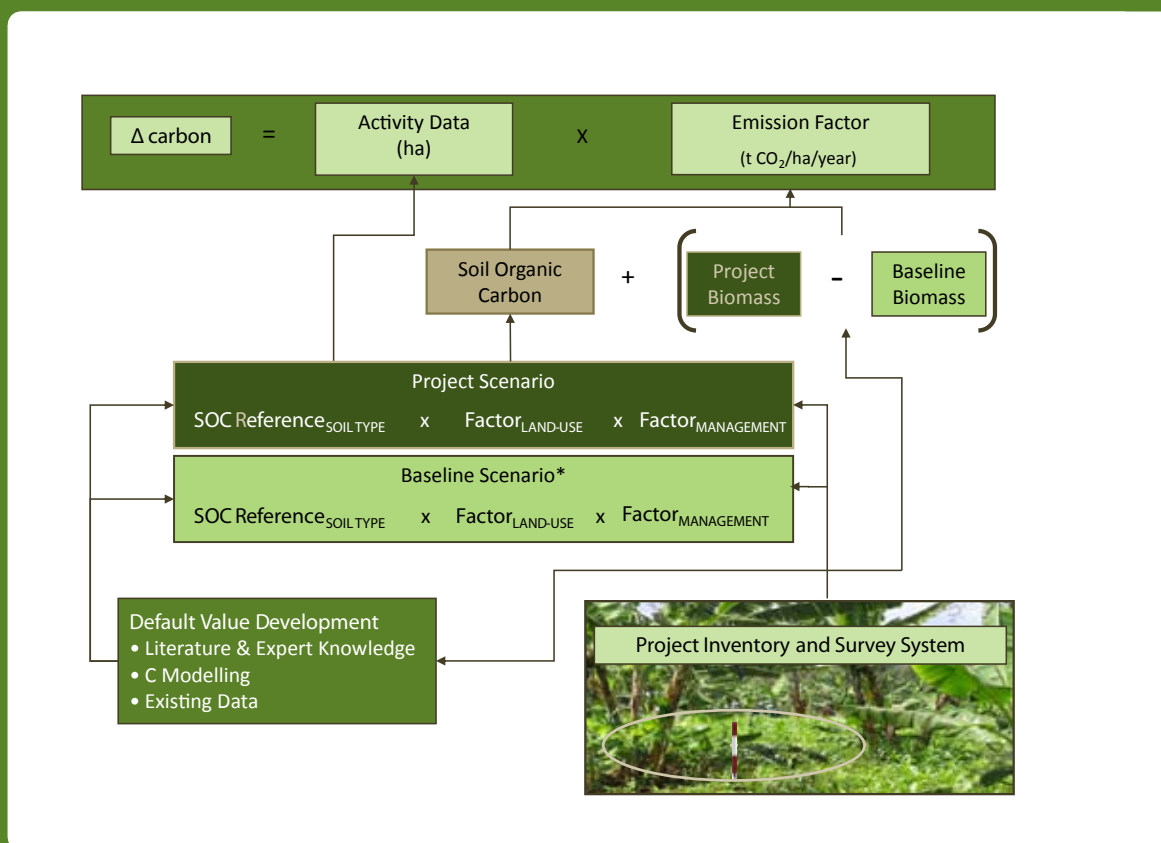 Δ carbon = Activity Data (ha) x Emission Factor (t CO₂/ha/year)
Soil Organic Carbon + ( Project Biomass - Baseline Biomass )
Project Scenario
SOC Reference SOIL TYPE x Factor LAND-USE x Factor MANAGEMENT
Baseline Scenario*
SOC Reference SOIL TYPE x Factor LAND-USE x Factor MANAGEMENT
Default Value Development
• Literature & Expert Knowledge
• C Modelling
• Existing Data
Project Inventory and Survey System